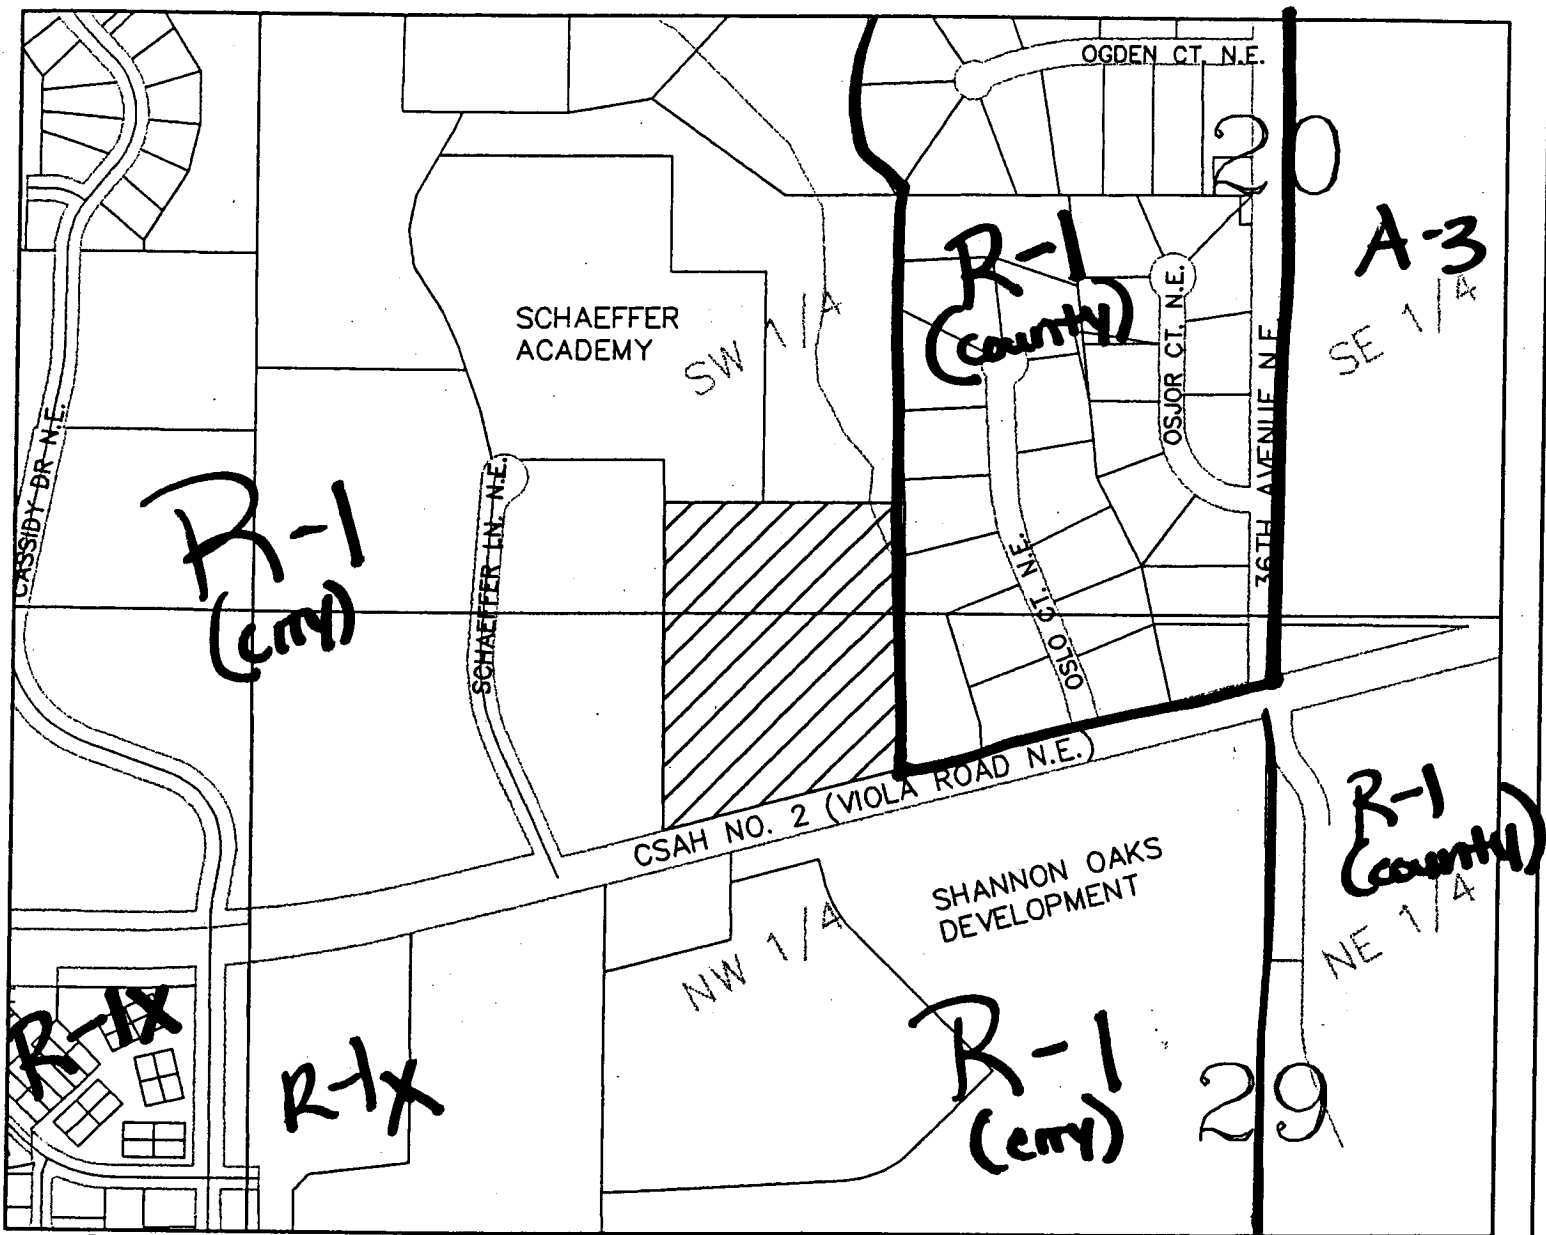 OGDEN CT. N.E.
20
R-1
(county)
A-3
SE 1/4
SCHAEFFER
ACADEMY
SW 1/4
OSJOR CT. N.E.
36TH AVENUE N.E.
CASSIDY DR N.E.
R-1
(CITY)
SCHAEFFER LN. N.E.
OSLO CT. N.E.
CSAH NO. 2 (VIOLA ROAD N.E.)
R-1
(county)
NE 1/4
SHANNON OAKS
DEVELOPMENT
NW 1/4
R-1X
R-1X
R-1
(CITY)
29